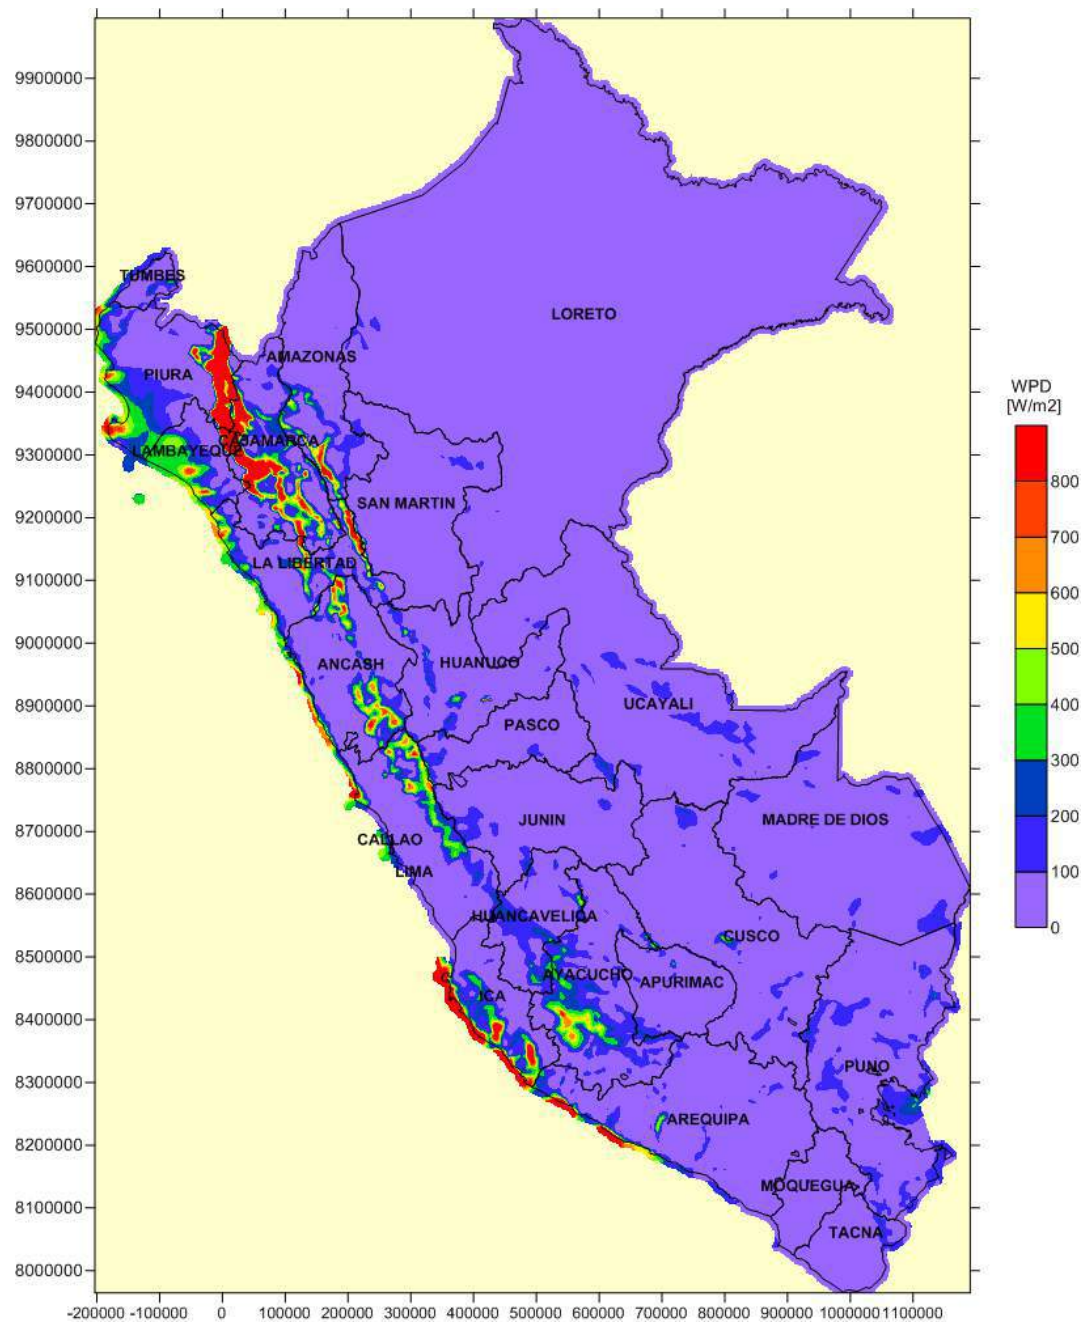 9900000
9800000
9700000
9600000
TUMBES
9500000
LORETO
AMAZONAS
PIURA
9400000
WPD
[W/m2]
CAJAMARCA
LAMBAYEQUE
9300000
800
SAN MARTIN
9200000
700
LA LIBERTAD
9100000
600
9000000
500
ANCASH
HUANUCO
UCAYALI
8900000
400
PASCO
8800000
300
JUNIN
MADRE DE DIOS
200
8700000
CALLAO
LIMA
100
8600000
HUANCAVELICA
0
CUSCO
8500000
AYACUCHO
APURIMAC
ICA
8400000
PUNO
8300000
AREQUIPA
8200000
MOQUEGUA
8100000
TACNA
8000000
-200000 -100000 0 100000 200000 300000 400000 500000 600000 700000 800000 900000 1000000 1100000